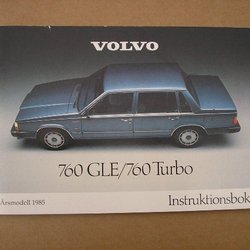 VOLVO
760 GLE/760 Turbo
Årsmodell 1985
Instruktionsbok